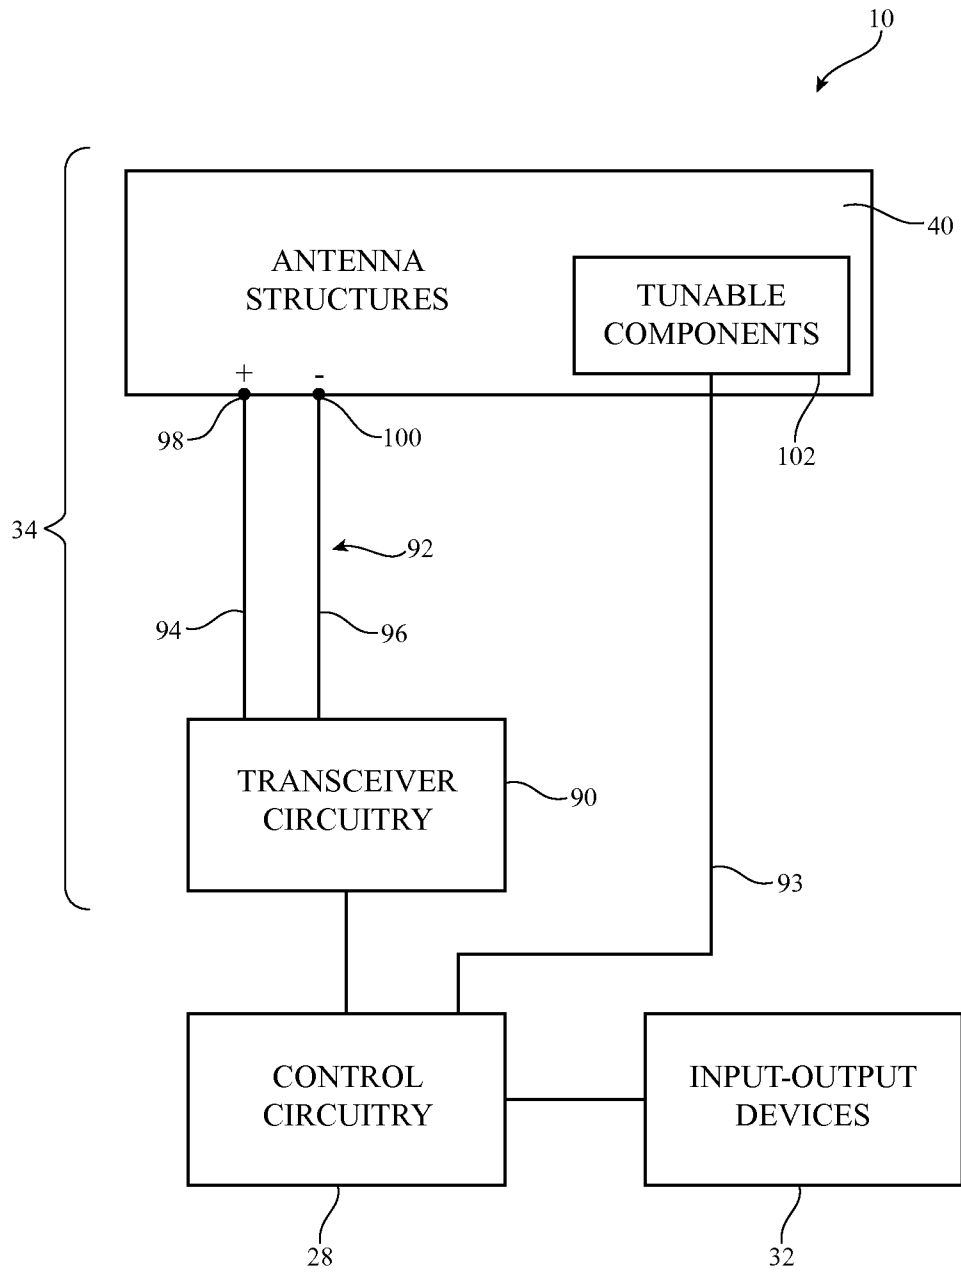 10
40
ANTENNA
STRUCTURES
TUNABLE
COMPONENTS
+
-
98
100
102
34
92
94
96
TRANSCEIVER
CIRCUITRY
90
93
CONTROL
CIRCUITRY
INPUT-OUTPUT
DEVICES
28
32